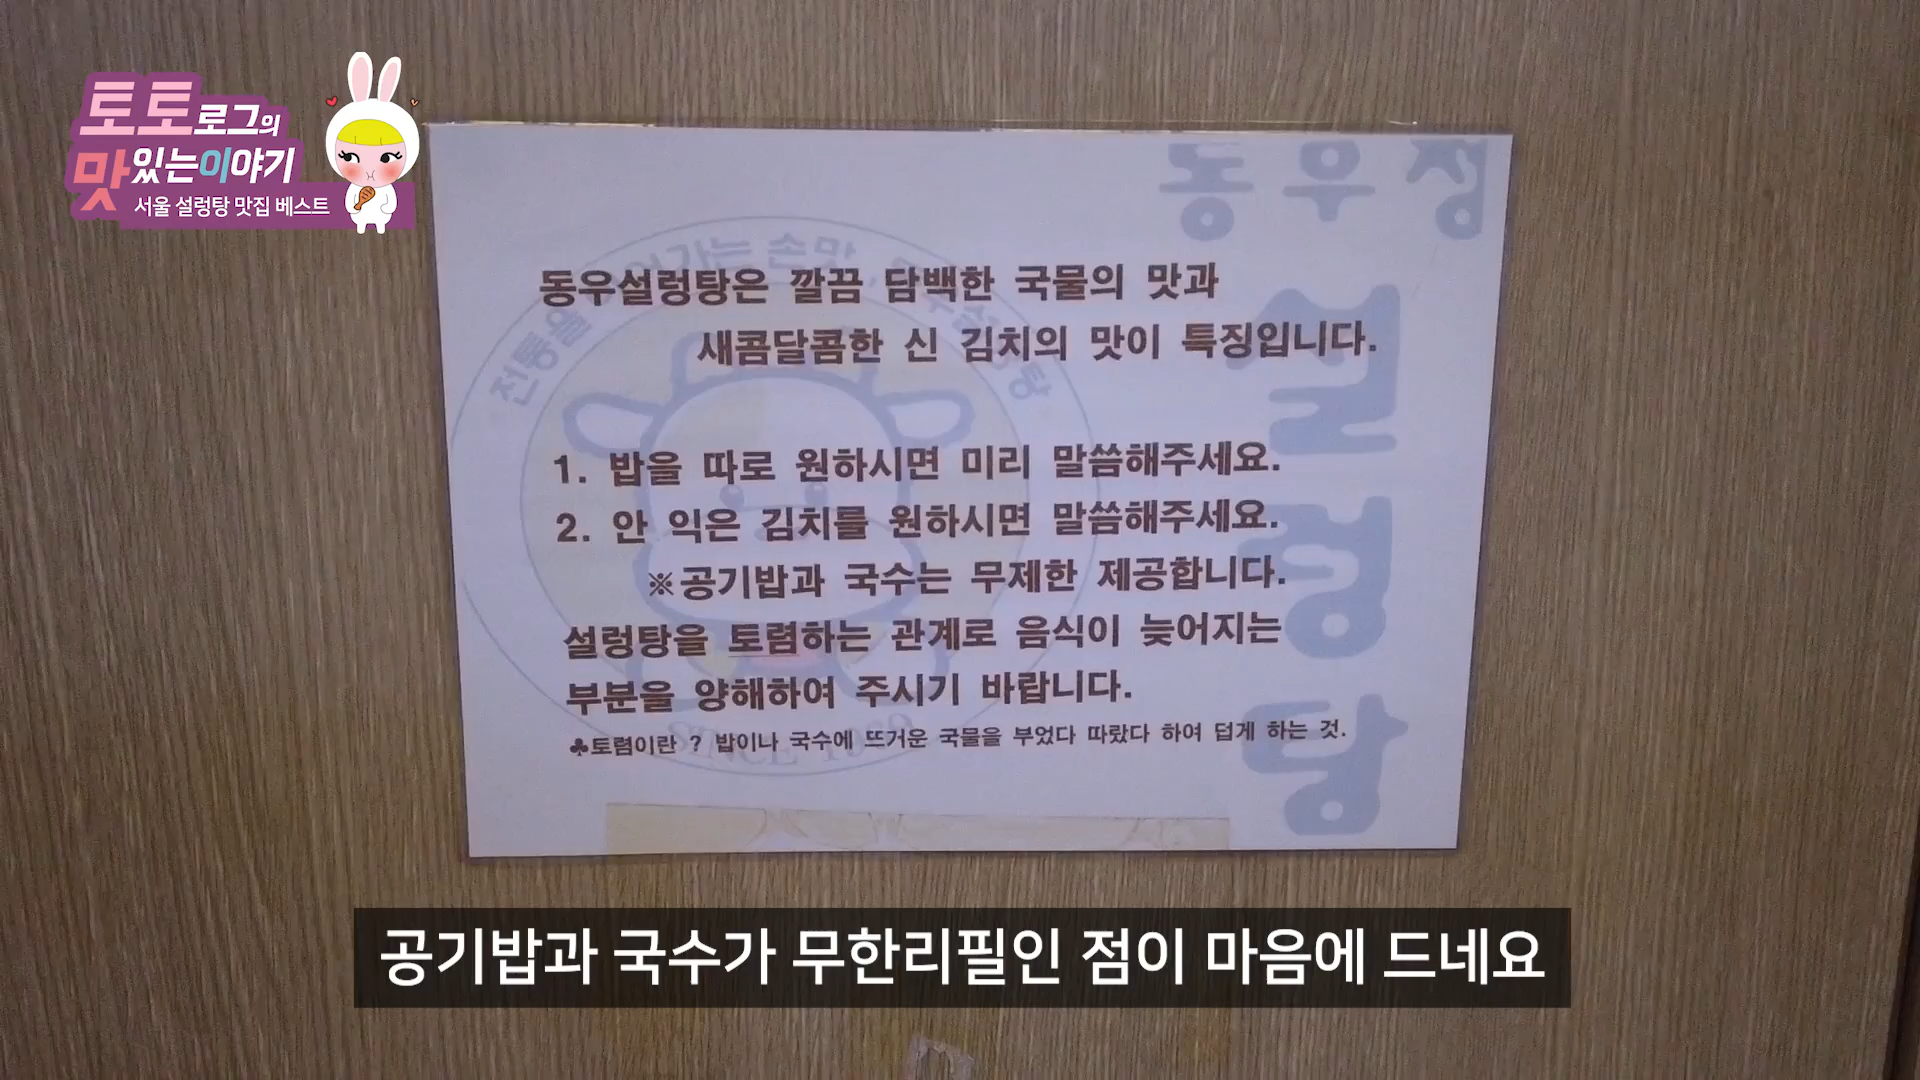 토토로그의
맛있는이야기
서울 설렁탕 맛집 베스트
동우정
설렁탕
동우설렁탕은 깔끔 담백한 국물의 맛과
새콤달콤한 신 김치의 맛이 특징입니다.
1. 밥을 따로 원하시면 미리 말씀해주세요.
2. 안 익은 김치를 원하시면 말씀해주세요.
※공기밥과 국수는 무제한 제공합니다.
설렁탕을 토렴하는 관계로 음식이 늦어지는
부분을 양해하여 주시기 바랍니다.
♣토렴이란 ? 밥이나 국수에 뜨거운 국물을 부었다 따랐다 하여 덥게 하는 것.
전통을 손맛
SINCE
공기밥과 국수가 무한리필인 점이 마음에 드네요